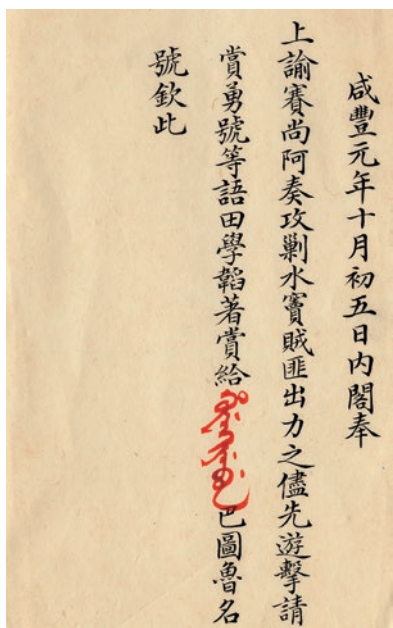 咸豐元年十月初五日内閣奉
上諭賽尚阿奏攻剿水竇賊匪出力之儘先遊擊請
賞勇號等語田學韜著賞給巴圖魯名
號欽此